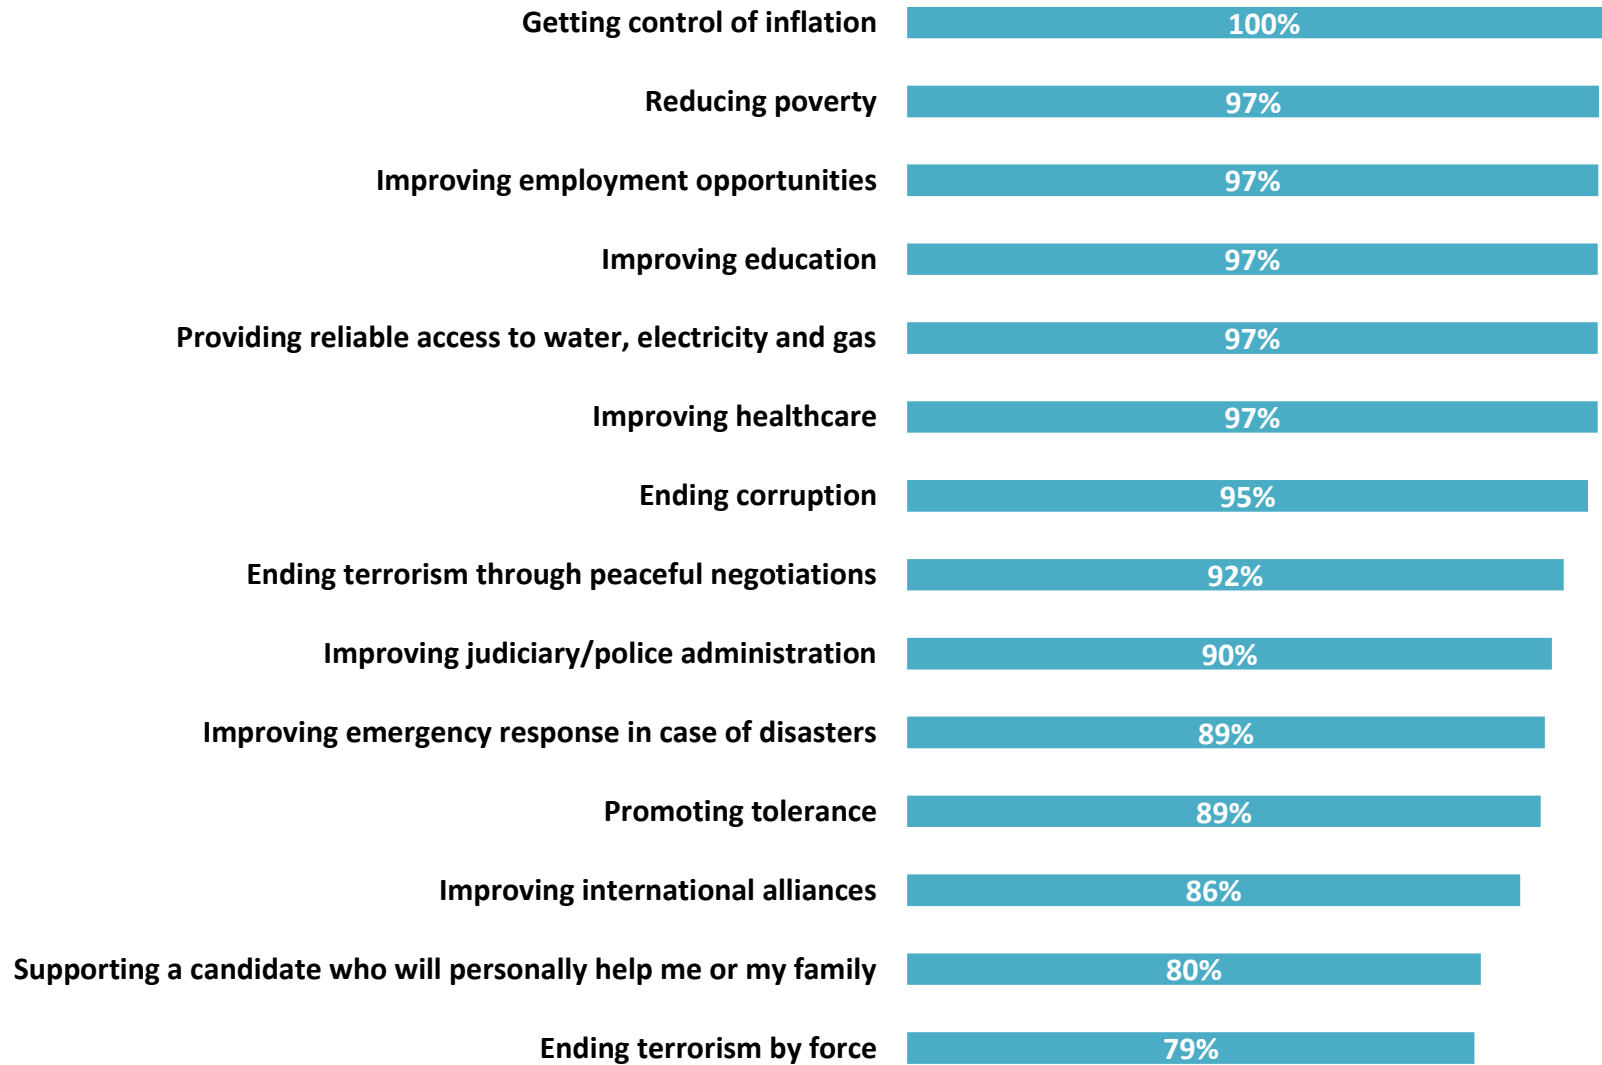 Getting control of inflation 100%
Reducing poverty 97%
Improving employment opportunities 97%
Improving education 97%
Providing reliable access to water, electricity and gas 97%
Improving healthcare 97%
Ending corruption 95%
Ending terrorism through peaceful negotiations 92%
Improving judiciary/police administration 90%
Improving emergency response in case of disasters 89%
Promoting tolerance 89%
Improving international alliances 86%
Supporting a candidate who will personally help me or my family 80%
Ending terrorism by force 79%